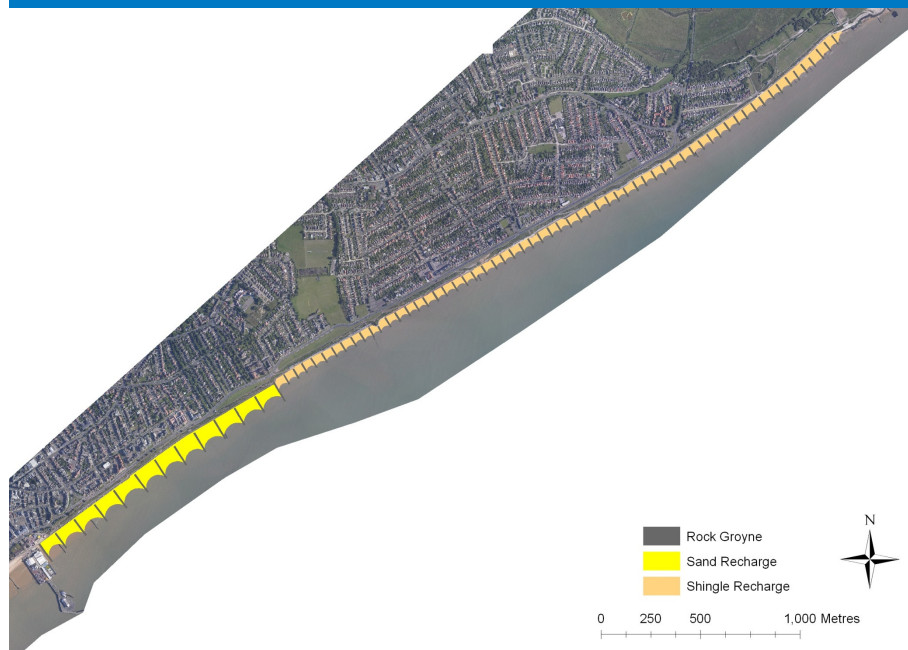 N
Rock Groyne
Sand Recharge
Shingle Recharge
0 250 500 1,000 Metres